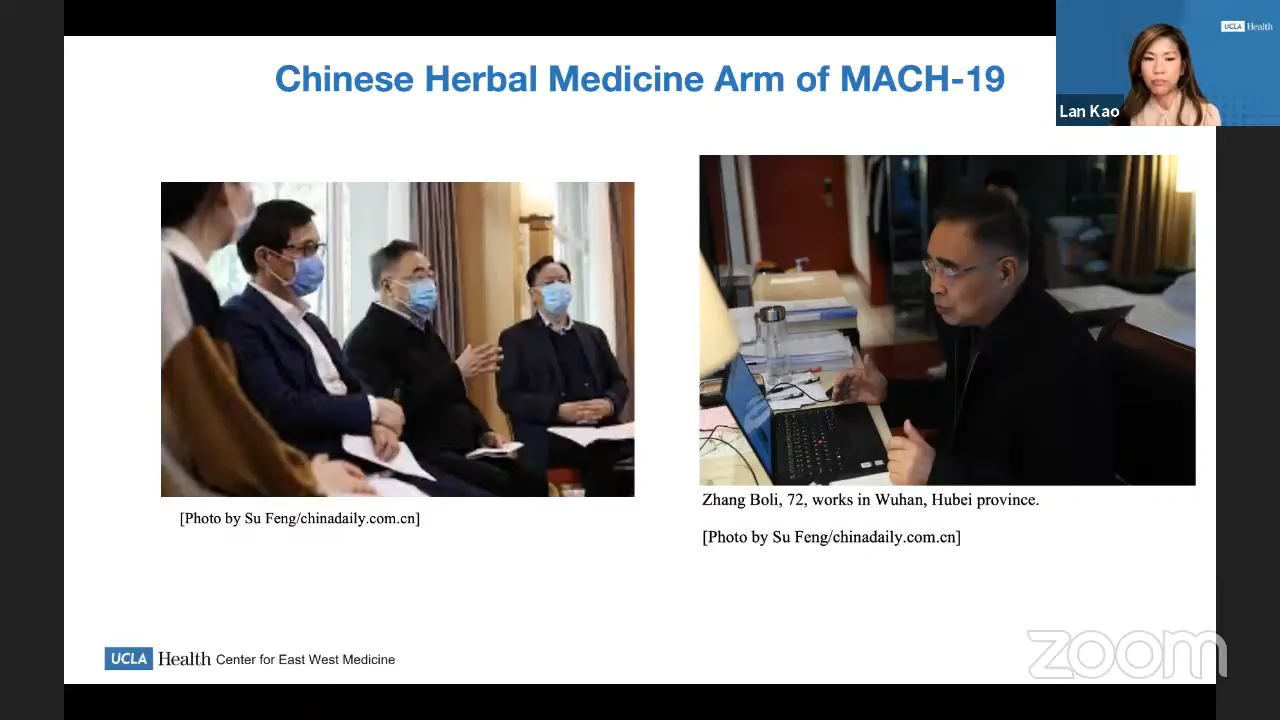 Chinese Herbal Medicine Arm of MACH-19
UCLA Health
Lan Kao
[Photo by Su Feng/chinadaily.com.cn]
Zhang Boli, 72, works in Wuhan, Hubei province.
[Photo by Su Feng/chinadaily.com.cn]
UCLA Health Center for East West Medicine
zoom